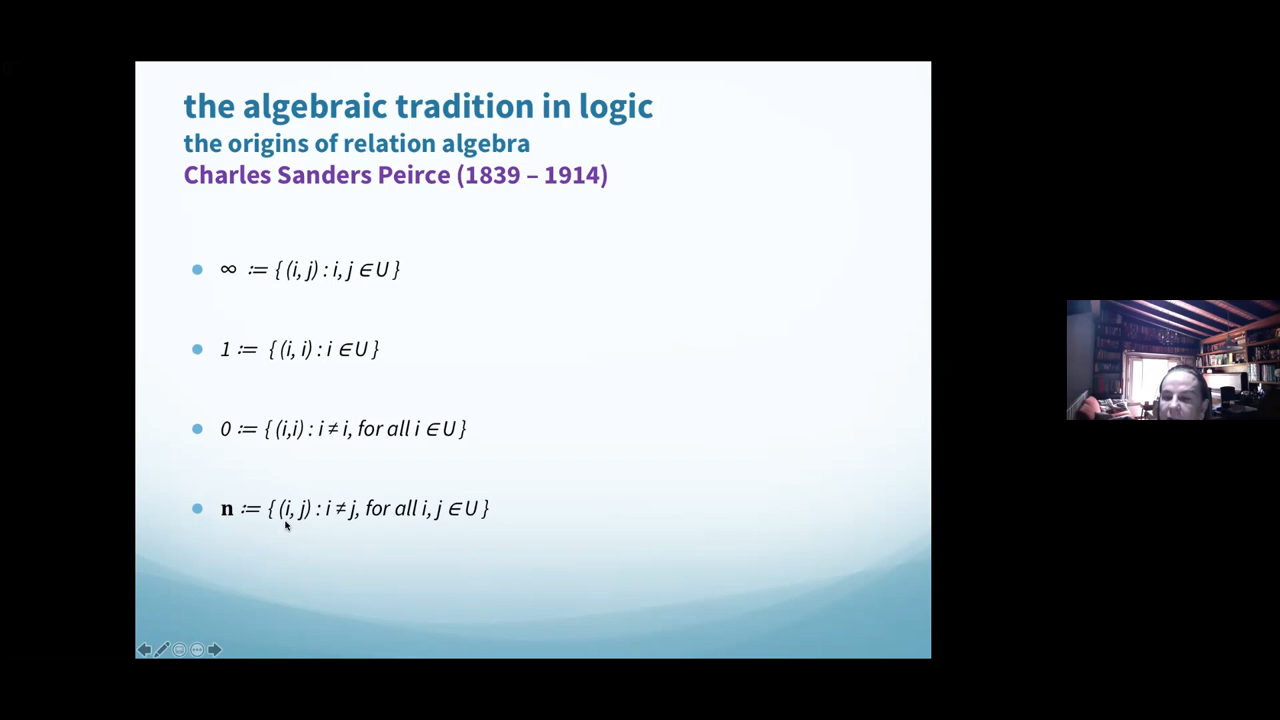 the algebraic tradition in logic
the origins of relation algebra
Charles Sanders Peirce (1839 – 1914)
∞ := { (i, j) : i, j ∈ U }
1 := { (i, i) : i ∈ U }
0 := { (i,i) : i ≠ i, for all i ∈ U }
n := { (i, j) : i ≠ j, for all i, j ∈ U }